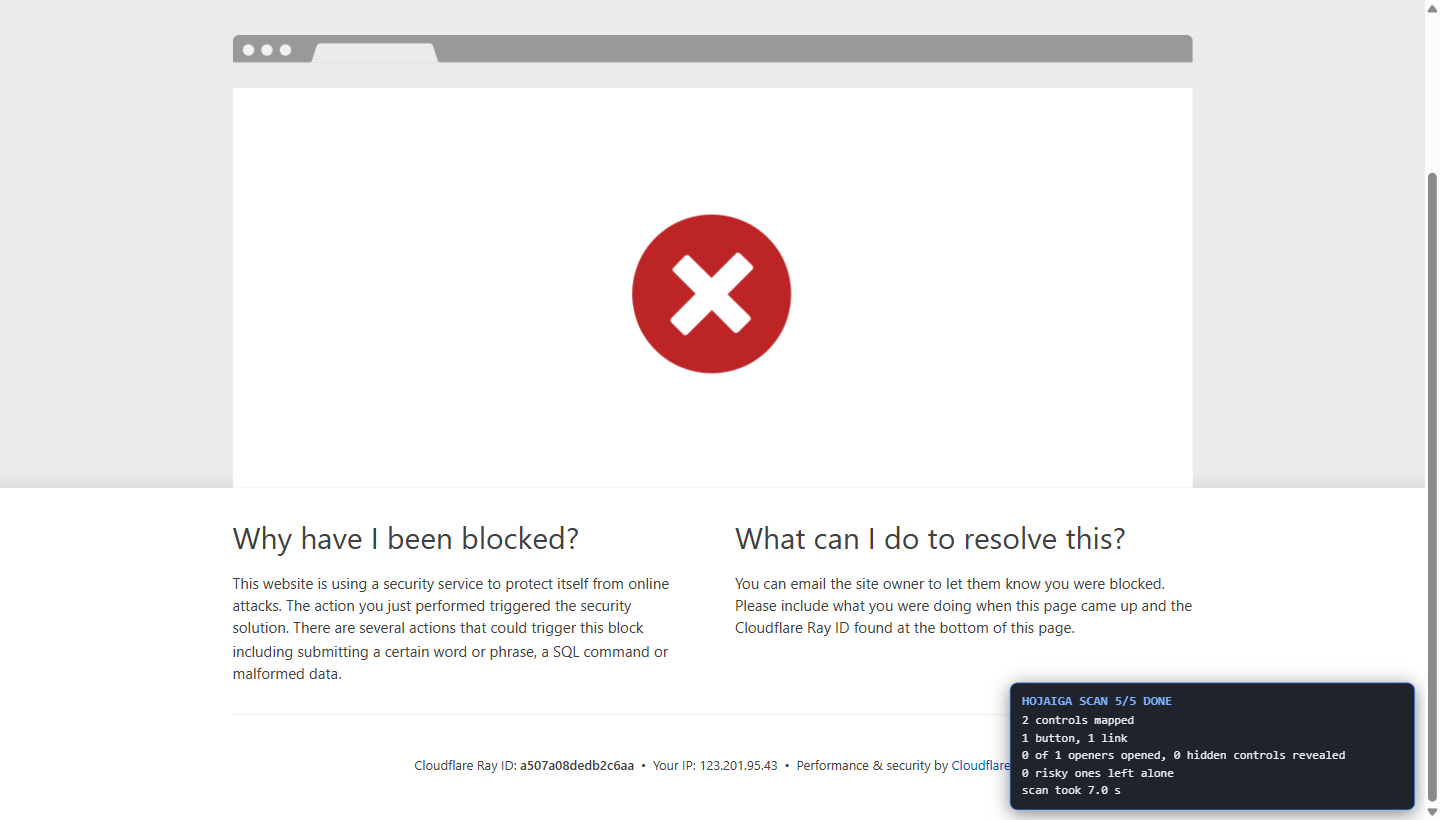 Why have I been blocked?
This website is using a security service to protect itself from online
attacks. The action you just performed triggered the security
solution. There are several actions that could trigger this block
including submitting a certain word or phrase, a SQL command or
malformed data.
What can I do to resolve this?
You can email the site owner to let them know you were blocked.
Please include what you were doing when this page came up and the
Cloudflare Ray ID found at the bottom of this page.
Cloudflare Ray ID: a507a08dedb2c6aa • Your IP: 123.201.95.43 • Performance & security by Cloudflare
HOJAIGA SCAN 5/5 DONE
2 controls mapped
1 button, 1 link
0 of 1 openers opened, 0 hidden controls revealed
0 risky ones left alone
scan took 7.0 s